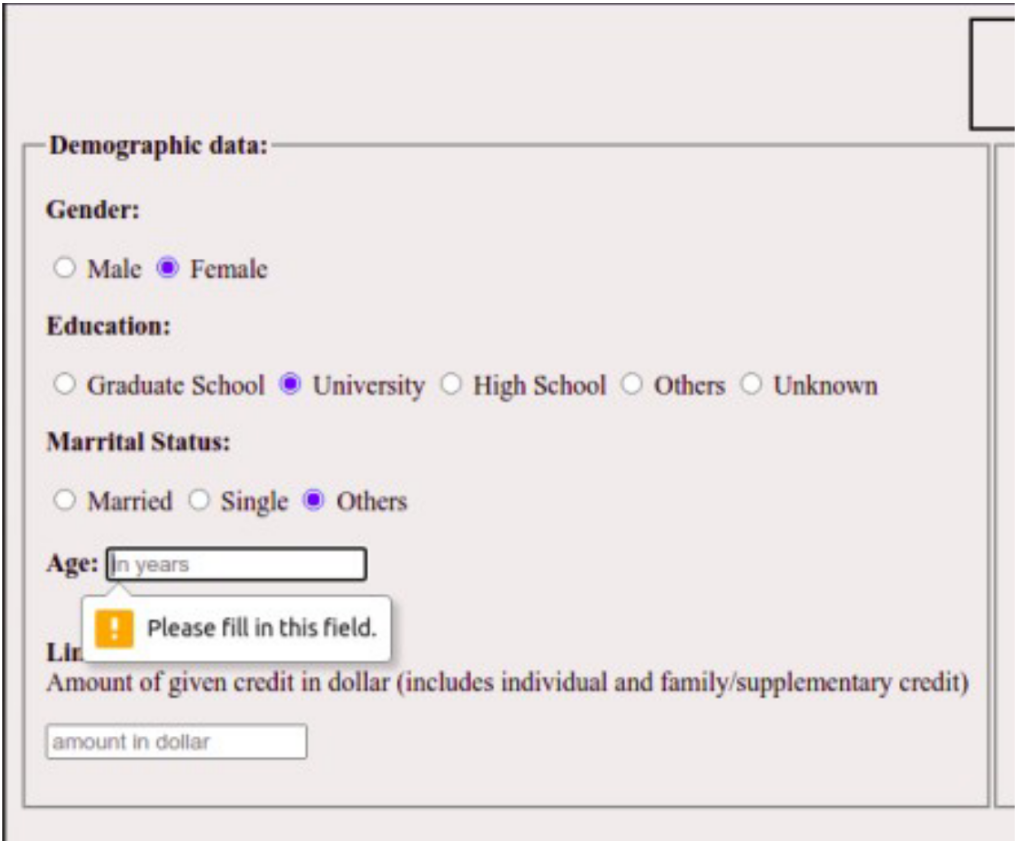 Demographic data:
Gender:
Male Female
Education:
Graduate School University High School Others Unknown
Marrital Status:
Married Single Others
Age: in years
Please fill in this field.
Amount of given credit in dollar (includes individual and family/supplementary credit)
amount in dollar